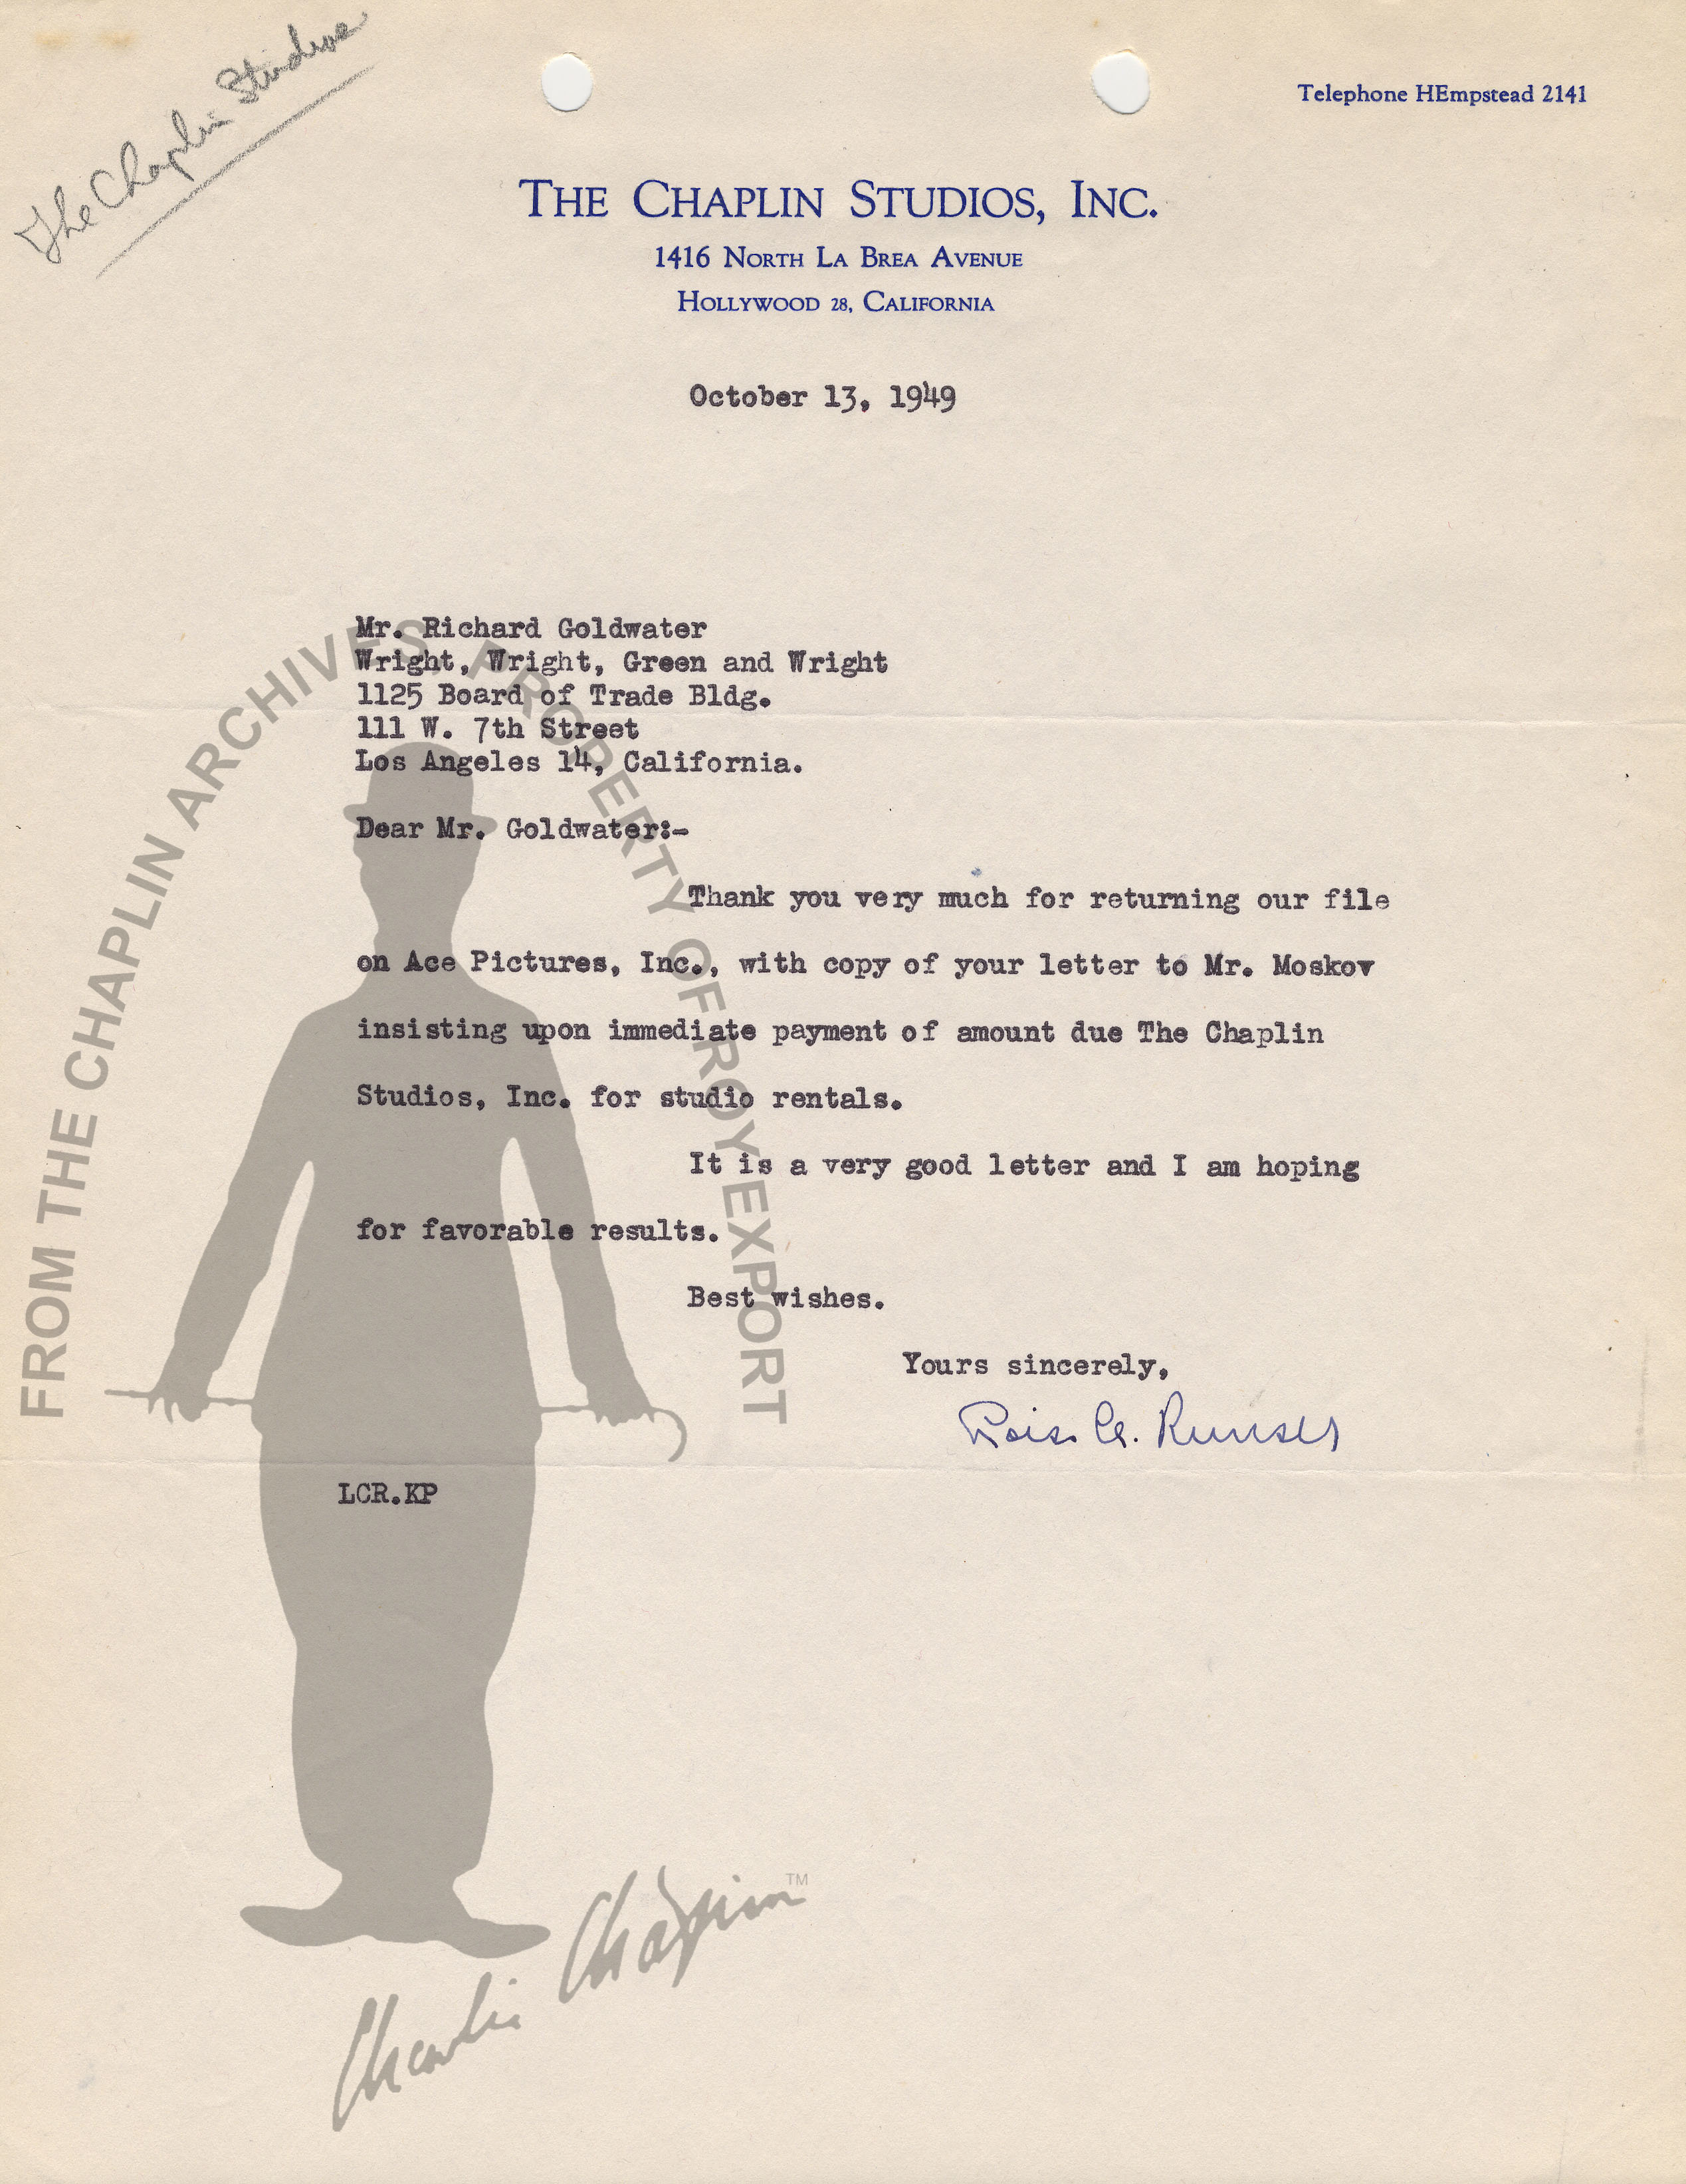 The Chaplin Studios
Telephone HEmpstead 2141
THE CHAPLIN STUDIOS, INC.
1416 NORTH LA BREA AVENUE
HOLLYWOOD 28, CALIFORNIA
October 13, 1949
Mr. Richard Goldwater
Wright, Wright, Green and Wright
1125 Board of Trade Bldg.
111 W. 7th Street
Los Angeles 14, California.
Dear Mr. Goldwater:-
Thank you very much for returning our file
on Ace Pictures, Inc., with copy of your letter to Mr. Moskov
insisting upon immediate payment of amount due The Chaplin
Studios, Inc. for studio rentals.
It is a very good letter and I am hoping
for favorable results.
Best wishes.
Yours sincerely,
Lois C. Runser
LCR.KP
FROM THE CHAPLIN ARCHIVES, PROPERTY OF ROY EXPORT
Charlie Chaplin TM